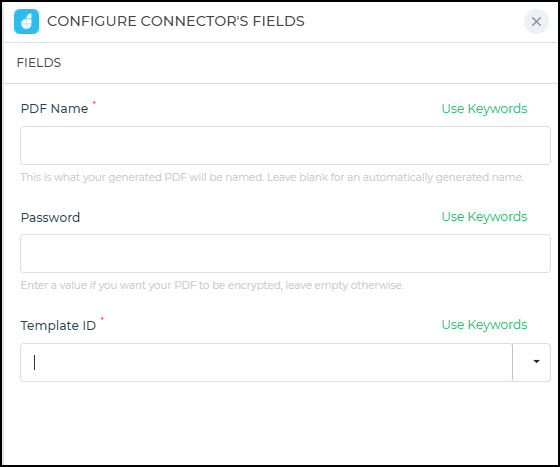 CONFIGURE CONNECTOR'S FIELDS
FIELDS
PDF Name * Use Keywords
This is what your generated PDF will be named. Leave blank for an automatically generated name.
Password Use Keywords
Enter a value if you want your PDF to be encrypted, leave empty otherwise.
Template ID * Use Keywords